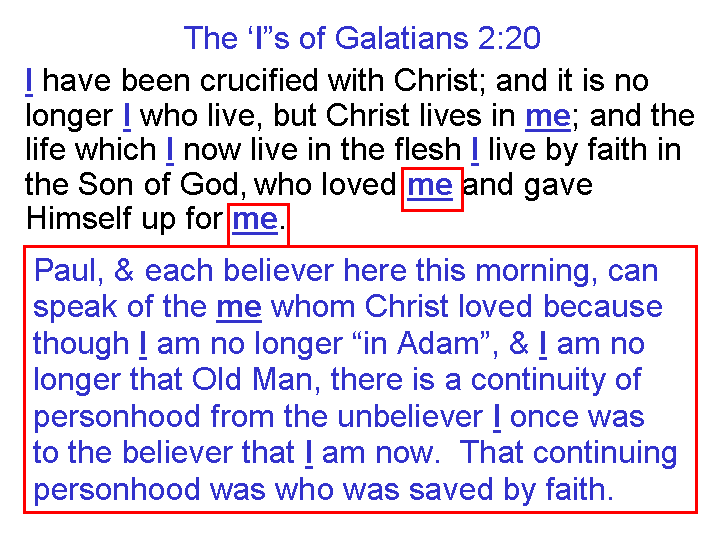 The ‘I”s of Galatians 2:20
I have been crucified with Christ; and it is no
longer I who live, but Christ lives in me; and the
life which I now live in the flesh I live by faith in
the Son of God, who loved me and gave
Himself up for me.
Paul, & each believer here this morning, can
speak of the me whom Christ loved because
though I am no longer “in Adam”, & I am no
longer that Old Man, there is a continuity of
personhood from the unbeliever I once was
to the believer that I am now.  That continuing
personhood was who was saved by faith.